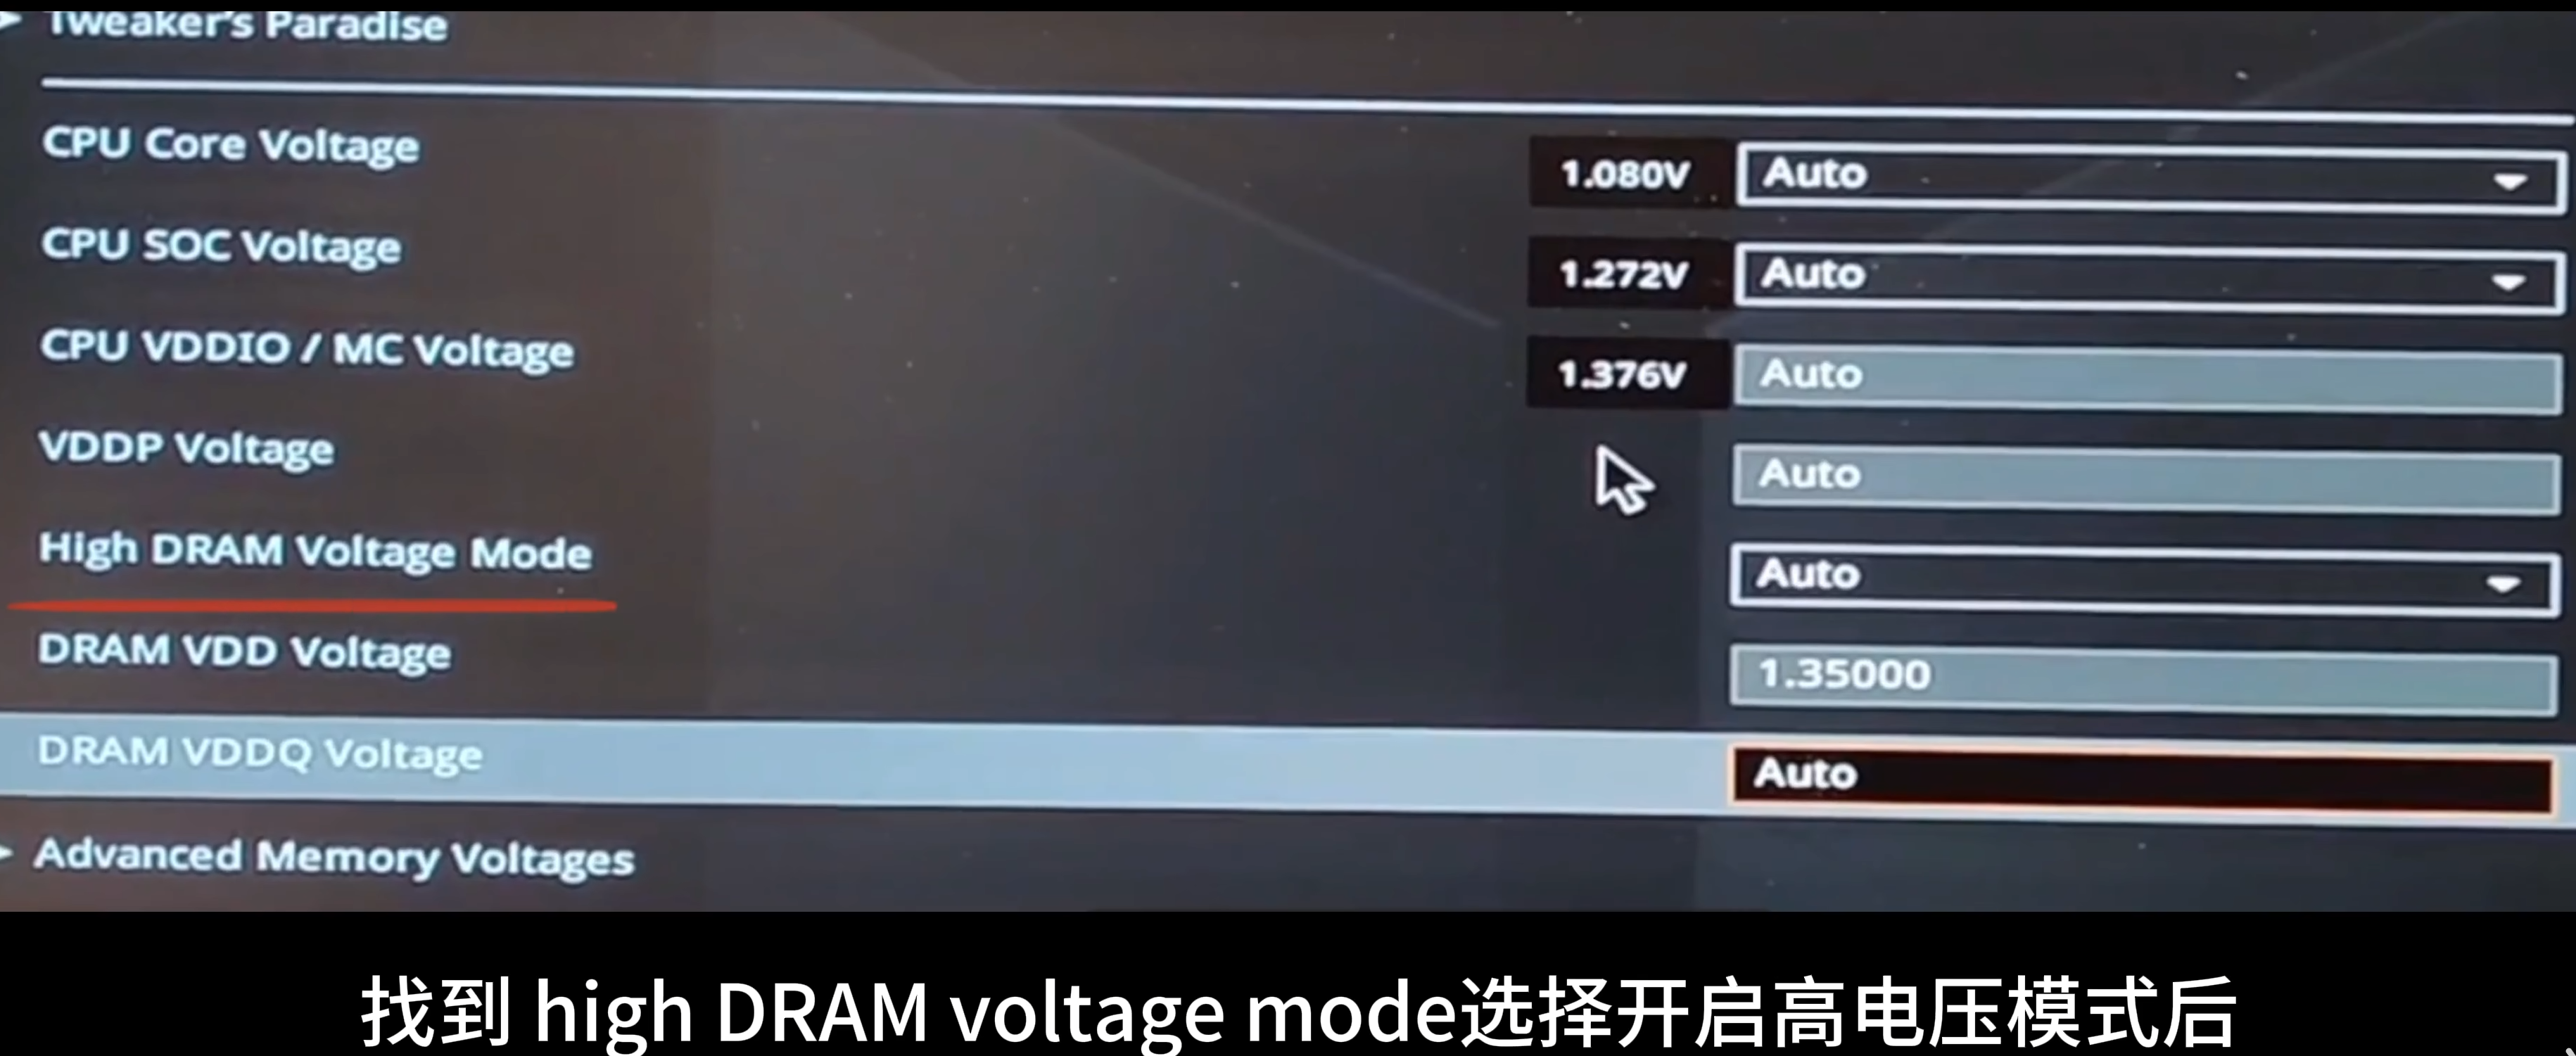 Tweaker's Paradise
CPU Core Voltage 1.080V Auto
CPU SOC Voltage 1.272V Auto
CPU VDDIO / MC Voltage 1.376V Auto
VDDP Voltage Auto
High DRAM Voltage Mode Auto
DRAM VDD Voltage 1.35000
DRAM VDDQ Voltage Auto
Advanced Memory Voltages
找到 high DRAM voltage mode选择开启高电压模式后